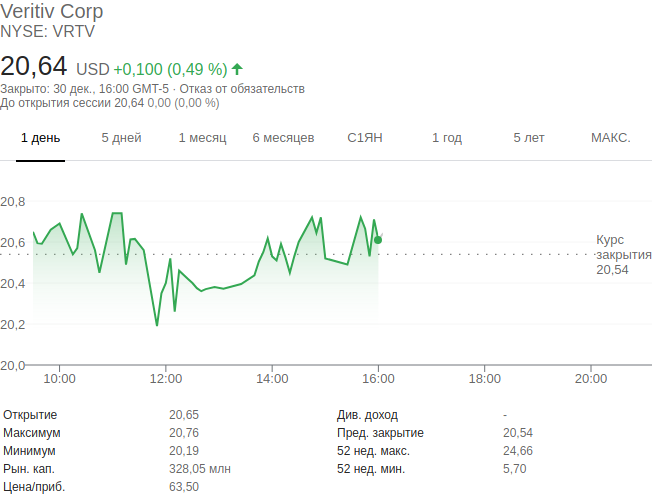 Veritiv Corp
NYSE: VRTV
20,64 USD +0,100 (0,49 %)
Закрыто: 30 дек., 16:00 GMT-5 · Отказ от обязательств
До открытия сессии 20,64 0,00 (0,00 %)
1 день 5 дней 1 месяц 6 месяцев С1ЯН 1 год 5 лет МАКС.
20,8
20,6
Курс
закрытия
20,54
20,4
20,2
20,0
10:00 12:00 14:00 16:00 18:00 20:00
Открытие 20,65 Див. доход -
Максимум 20,76 Пред. закрытие 20,54
Минимум 20,19 52 нед. макс. 24,66
Рын. кап. 328,05 млн 52 нед. мин. 5,70
Цена/приб. 63,50